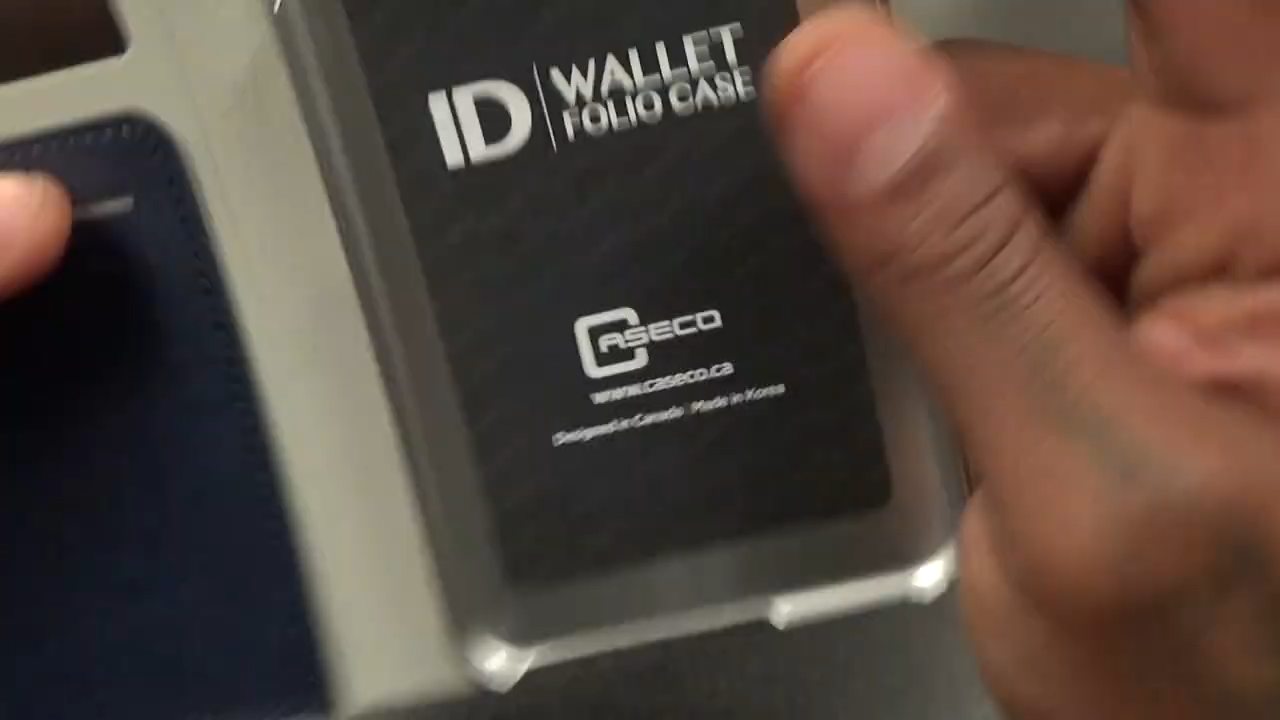 ID WALLET
FOLIO CASE
CASECO
www.caseco.ca
Designed in Canada | Made in Korea